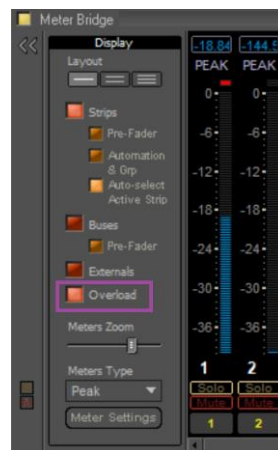 Meter Bridge
Display
Layout
Strips
Pre-Fader
Automation
& Grp
Auto-select
Active Strip
Buses
Pre-Fader
Externals
Overload
Meters Zoom
Meters Type
Peak
Meter Settings
-18.84 -144.5
PEAK PEAK
0- 0-
-6- -6-
-12- -12-
-18- -18-
-24- -24-
-30- -30-
-36- -36-
1 2
Solo Solo
Mute Mute
1 2